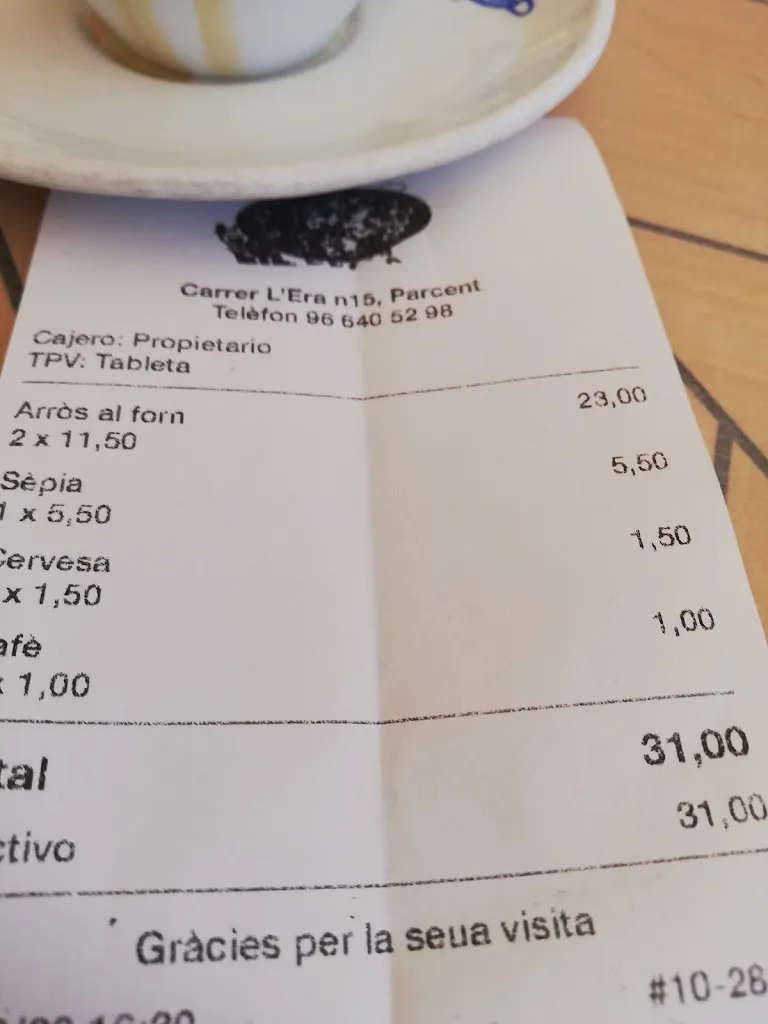 Carrer L'Era n15, Parcent
Telèfon 96 640 52 98
Cajero: Propietario
TPV: Tableta
Arròs al forn 23,00
2 x 11,50
Sèpia 5,50
1 x 5,50
Cervesa 1,50
x 1,50
afè 1,00
x 1,00
tal 31,00
ctivo 31,00
Gràcies per la seua visita
#10-28